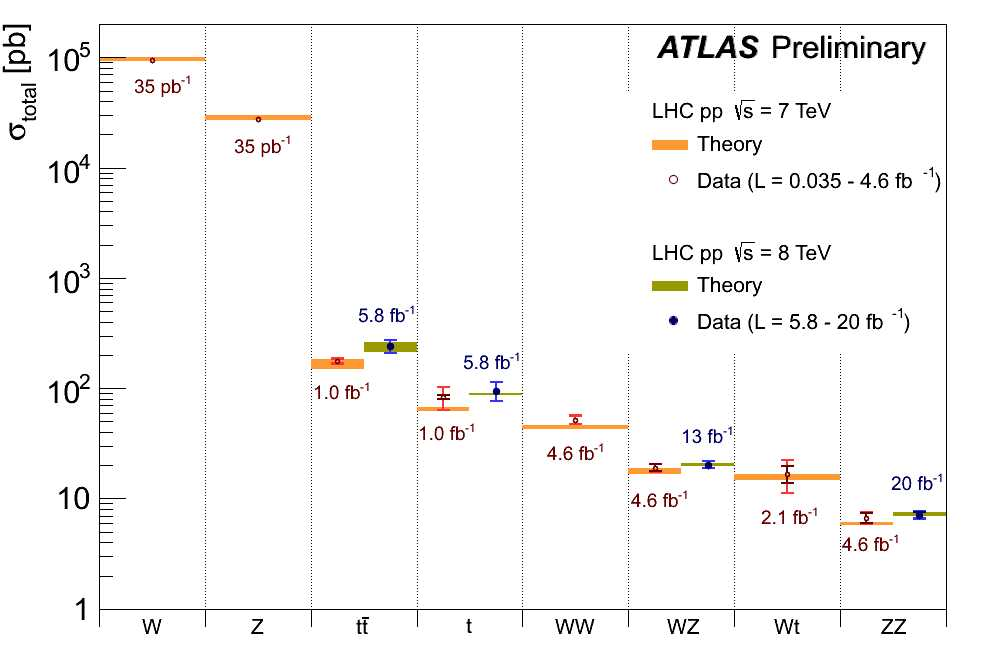 ATLAS Preliminary
σtotal [pb]
10⁵
10⁴
10³
10²
10
1
LHC pp √s = 7 TeV
Theory
Data (L = 0.035 - 4.6 fb⁻¹)
LHC pp √s = 8 TeV
Theory
Data (L = 5.8 - 20 fb⁻¹)
35 pb⁻¹
35 pb⁻¹
5.8 fb⁻¹
1.0 fb⁻¹
5.8 fb⁻¹
1.0 fb⁻¹
4.6 fb⁻¹
13 fb⁻¹
4.6 fb⁻¹
2.1 fb⁻¹
20 fb⁻¹
4.6 fb⁻¹
W Z tt̄ t WW WZ Wt ZZ